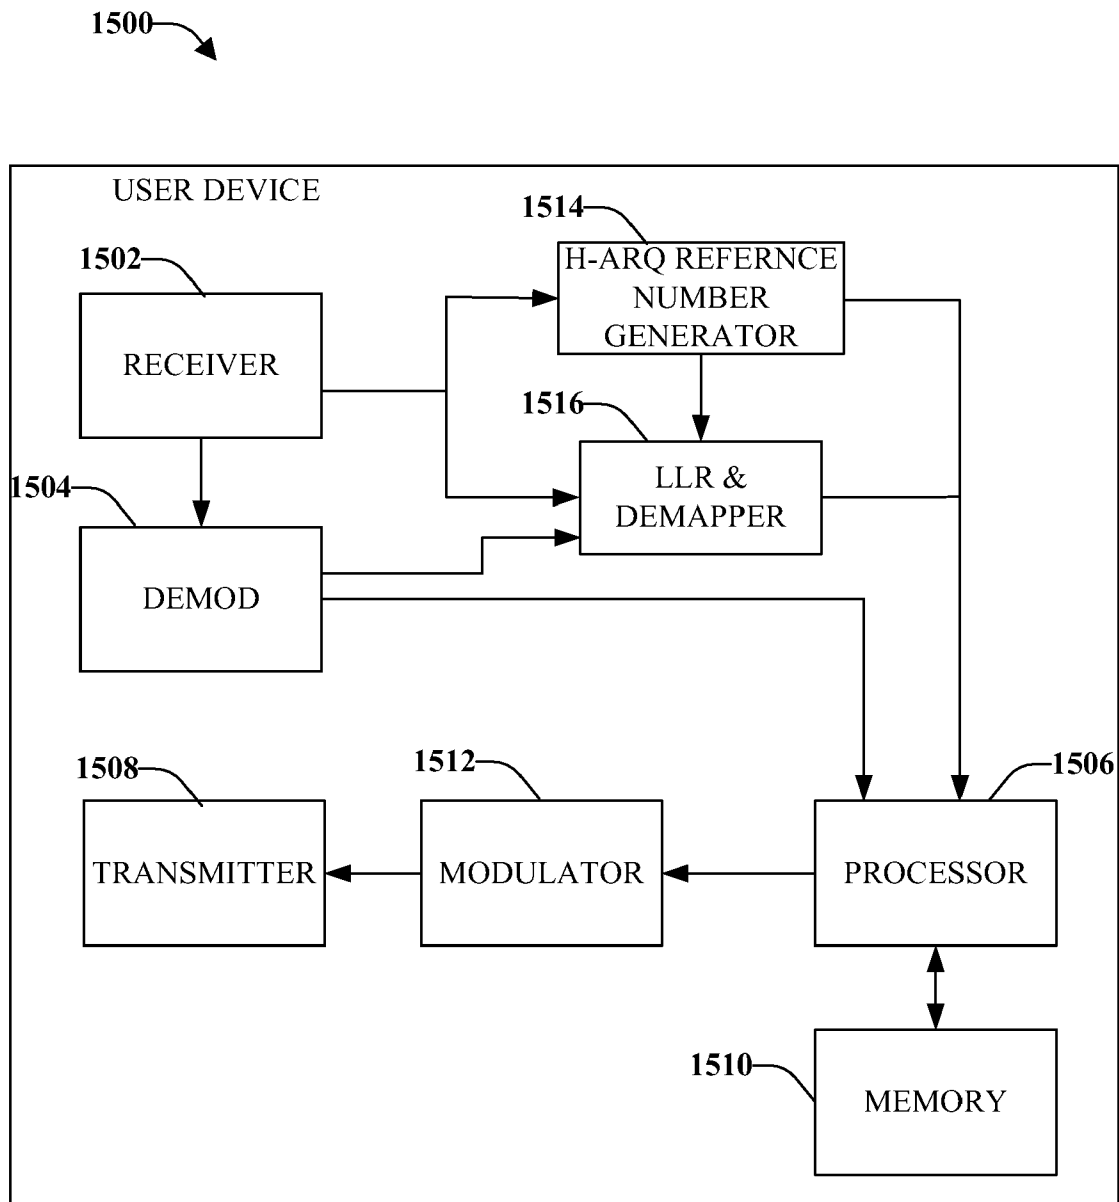 1500
USER DEVICE
1514
1502
H-ARQ REFERNCE
NUMBER
GENERATOR
RECEIVER
1516
LLR &
DEMAPPER
1504
DEMOD
1508
1512
1506
TRANSMITTER
MODULATOR
PROCESSOR
1510
MEMORY